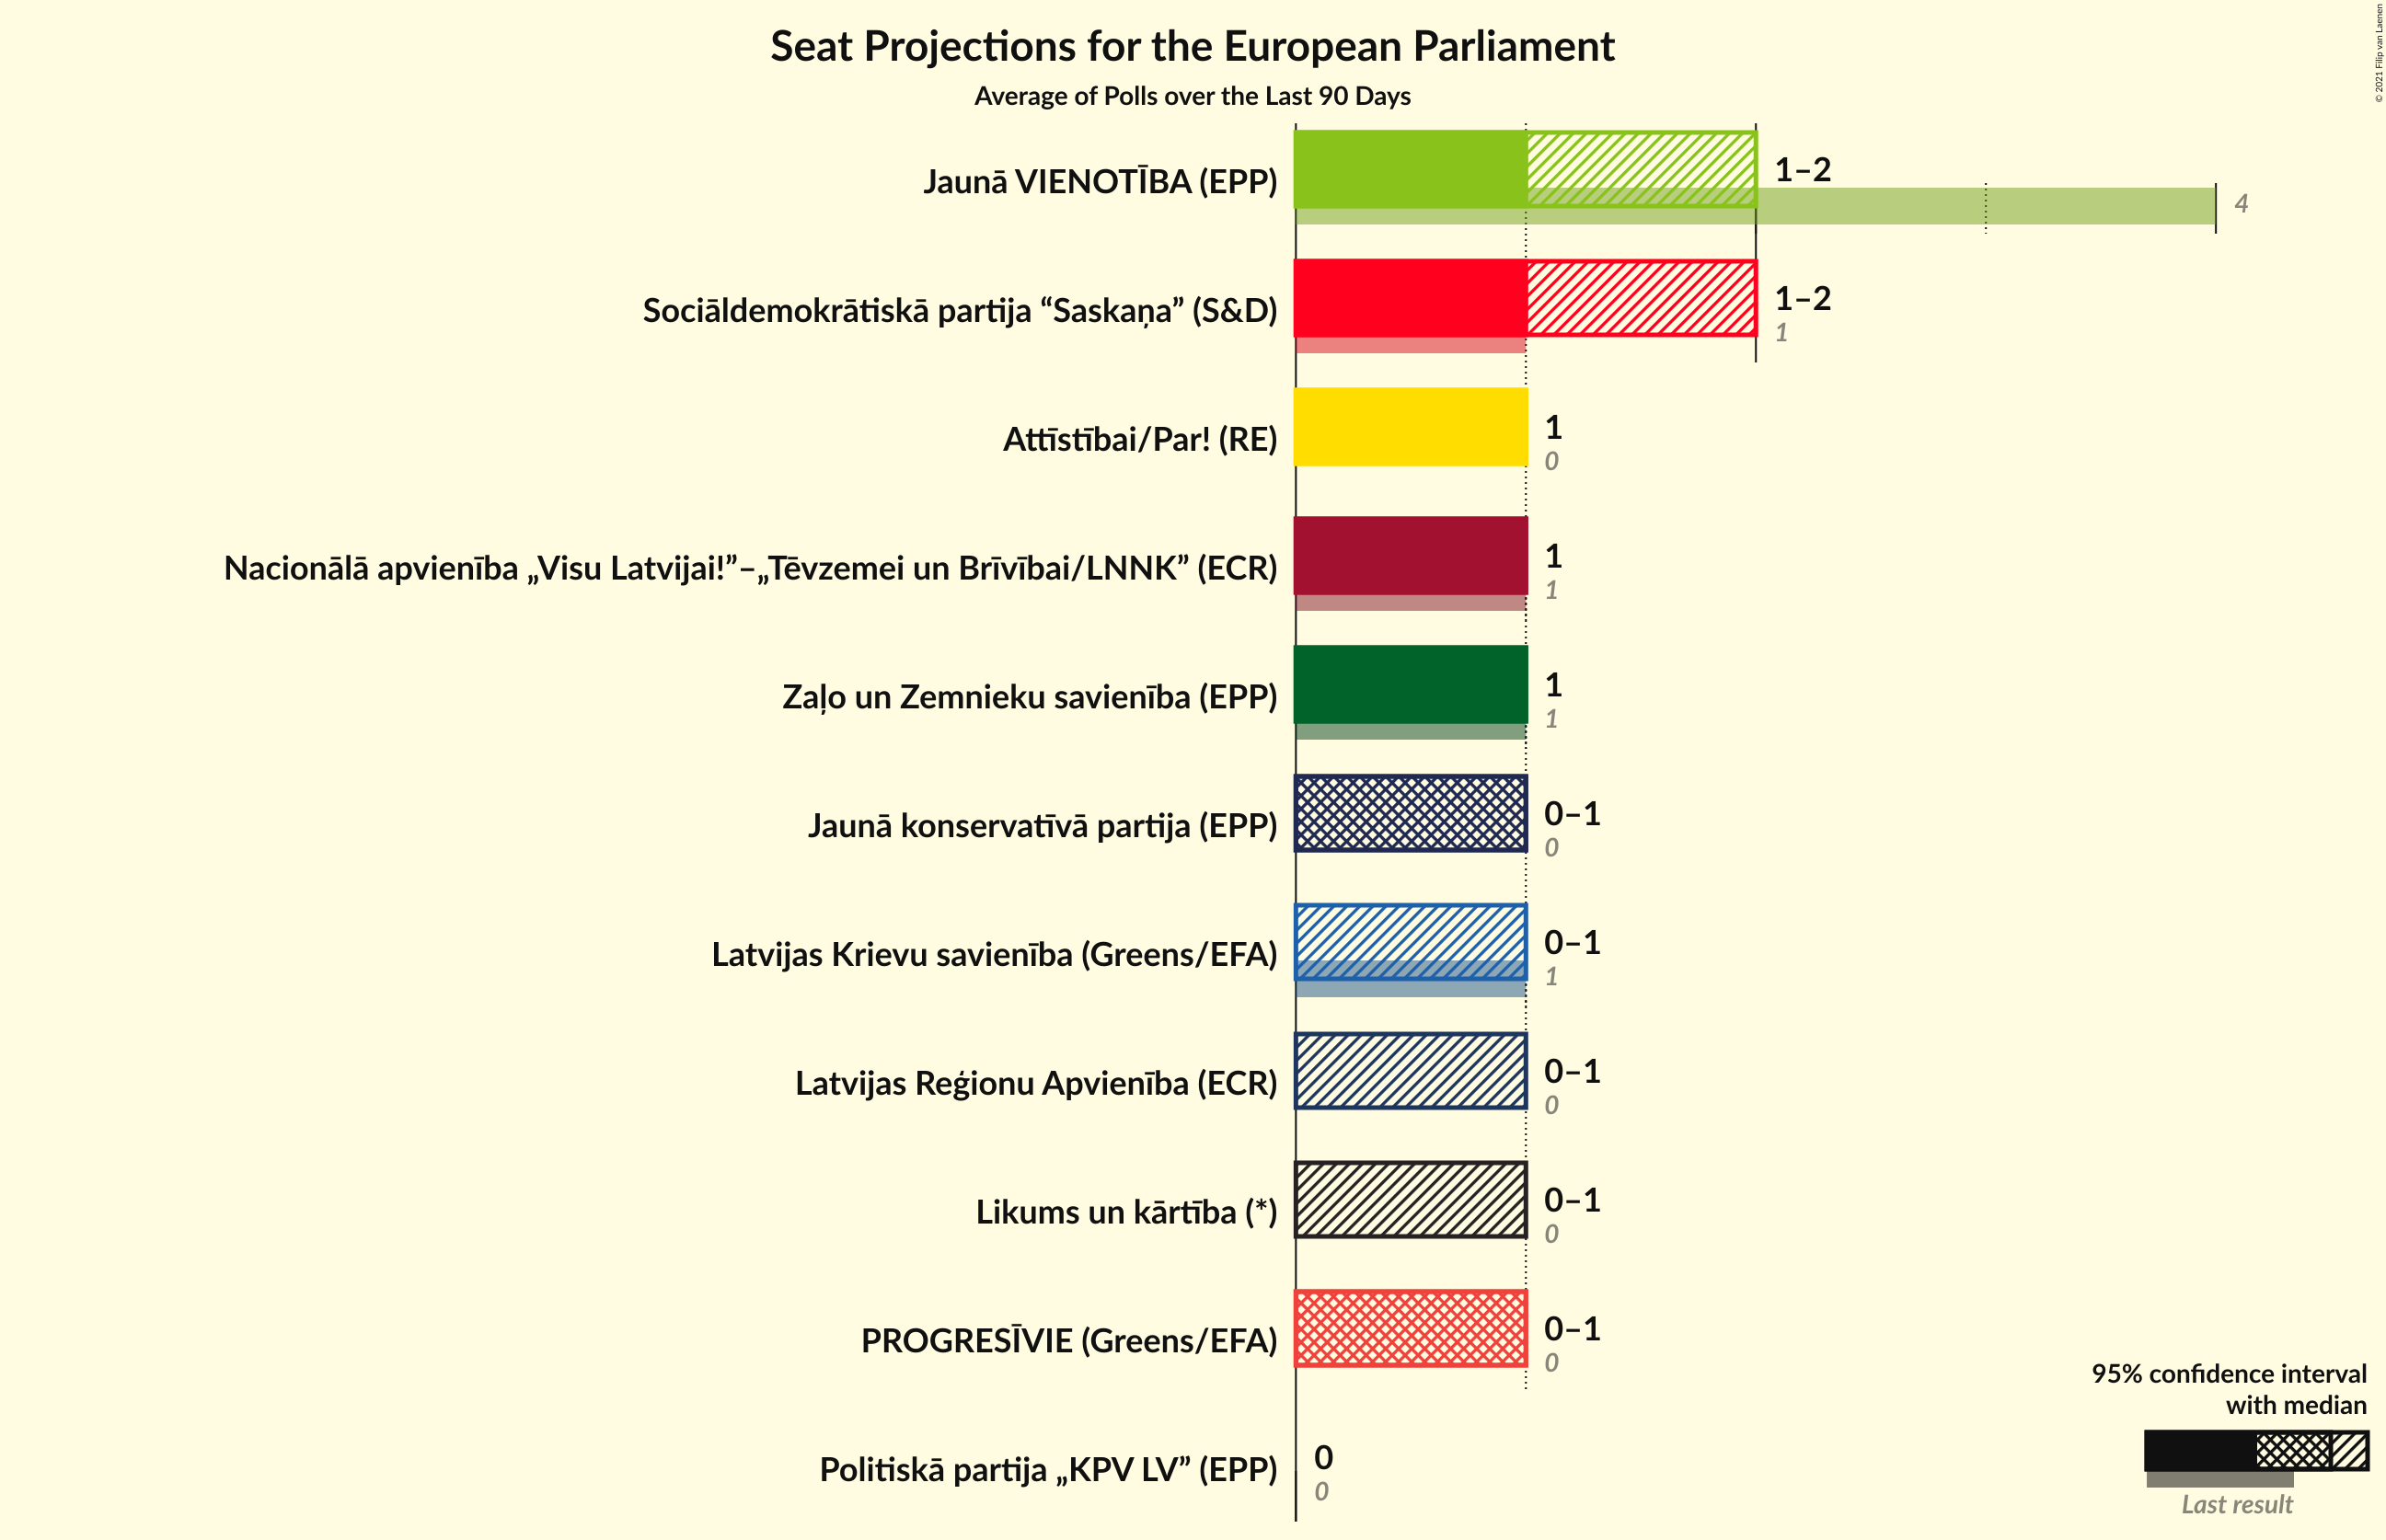 Seat Projections for the European Parliament
Average of Polls over the Last 90 Days
© 2021 Filip van Laenen
Jaunā VIENOTĪBA (EPP)
1–2
4
Sociāldemokrātiskā partija “Saskaņa” (S&D)
1–2
1
Attīstībai/Par! (RE)
1
0
Nacionālā apvienība „Visu Latvijai!”–„Tēvzemei un Brīvībai/LNNK” (ECR)
1
1
Zaļo un Zemnieku savienība (EPP)
1
1
Jaunā konservatīvā partija (EPP)
0–1
0
Latvijas Krievu savienība (Greens/EFA)
0–1
1
Latvijas Reģionu Apvienība (ECR)
0–1
0
Likums un kārtība (*)
0–1
0
PROGRESĪVIE (Greens/EFA)
0–1
0
Politiskā partija „KPV LV” (EPP)
0
0
95% confidence interval
with median
Last result